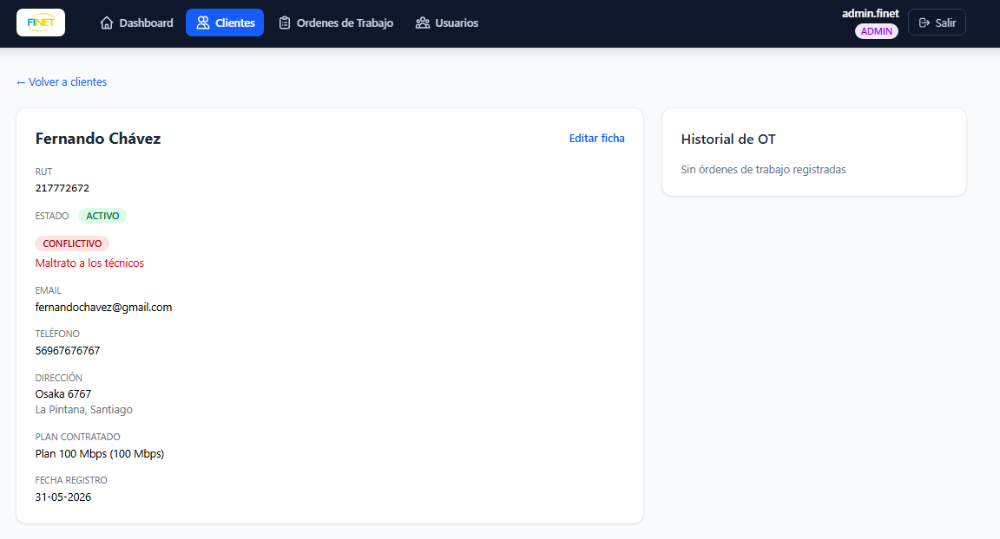 FINET
Dashboard
Clientes
Ordenes de Trabajo
Usuarios
admin.finet
ADMIN
Salir
← Volver a clientes
Fernando Chávez
Editar ficha
RUT
217772672
ESTADO ACTIVO
CONFLICTIVO
Maltrato a los técnicos
EMAIL
fernandochavez@gmail.com
TELÉFONO
56967676767
DIRECCIÓN
Osaka 6767
La Pintana, Santiago
PLAN CONTRATADO
Plan 100 Mbps (100 Mbps)
FECHA REGISTRO
31-05-2026
Historial de OT
Sin órdenes de trabajo registradas